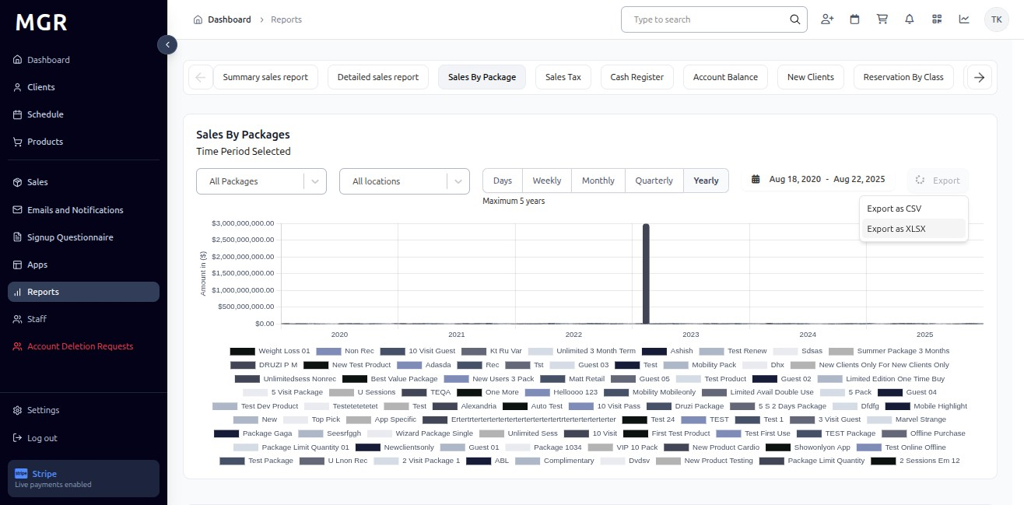 MGR
Dashboard
Clients
Schedule
Products
Sales
Emails and Notifications
Signup Questionnaire
Apps
Reports
Staff
Account Deletion Requests
Settings
Log out
stripe Stripe
Live payments enabled
Dashboard > Reports
Type to search
TK
Summary sales report Detailed sales report Sales By Package Sales Tax Cash Register Account Balance New Clients Reservation By Class
Sales By Packages
Time Period Selected
All Packages All locations Days Weekly Monthly Quarterly Yearly Aug 18, 2020 - Aug 22, 2025 Export
Maximum 5 years
Export as CSV
Export as XLSX
Amount in ($)
$3,000,000,000.00
$2,500,000,000.00
$2,000,000,000.00
$1,500,000,000.00
$1,000,000,000.00
$500,000,000.00
$0.00
2020 2021 2022 2023 2024 2025
Weight Loss 01 Non Rec 10 Visit Guest Kt Ru Var Unlimited 3 Month Term Ashish Test Renew Sdsas Summer Package 3 Months
DRUZI P M New Test Product Adasda Rec Tst Guest 03 Test Mobility Pack Dhx New Clients Only For New Clients Only
Unlimitedsess Nonrec Best Value Package New Users 3 Pack Matt Retail Guest 05 Test Product Guest 02 Limited Edition One Time Buy
5 Visit Package U Sessions TEQA One More Helloooo 123 Mobility Mobileonly Limited Avail Double Use 5 Pack Guest 04
Test Dev Product Testetetetetet Test Alexandria Auto Test 10 Visit Pass Druzi Package 5 S 2 Days Package Dfdfg Mobile Highlight
New Top Pick App Specific Test 24 TEST Test 1 3 Visit Guest Marvel Strange
Package Gaga Seesrfggh Wizard Package Single Unlimited Sess 10 Visit First Test Product Test First Use TEST Package Offline Purchase
Package Limit Quantity 01 Newclientsonly Guest 01 Package 1034 VIP 10 Pack New Product Cardio Showonlyon App Test Online Offline
Test Package U Lnon Rec 2 Visit Package 1 ABL Complimentary Dvdsv New Product Testing Package Limit Quantity 2 Sessions Em 12